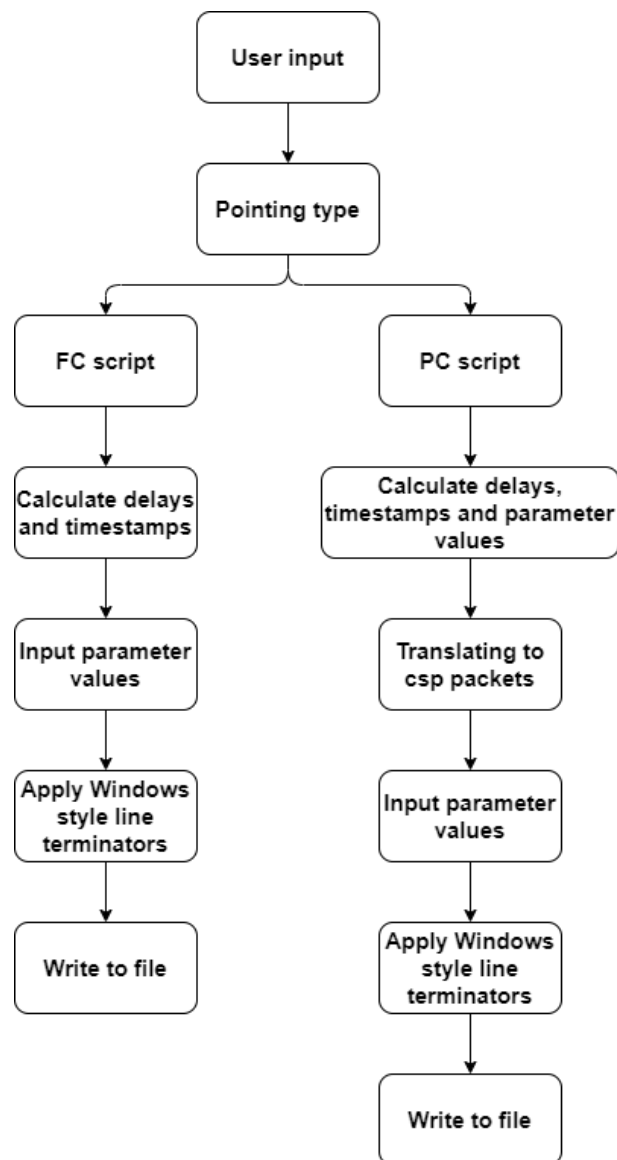 User input
Pointing type
FC script
Calculate delays
and timestamps
Input parameter
values
Apply Windows
style line
terminators
Write to file
PC script
Calculate delays,
timestamps and parameter
values
Translating to
csp packets
Input parameter
values
Apply Windows
style line
terminators
Write to file